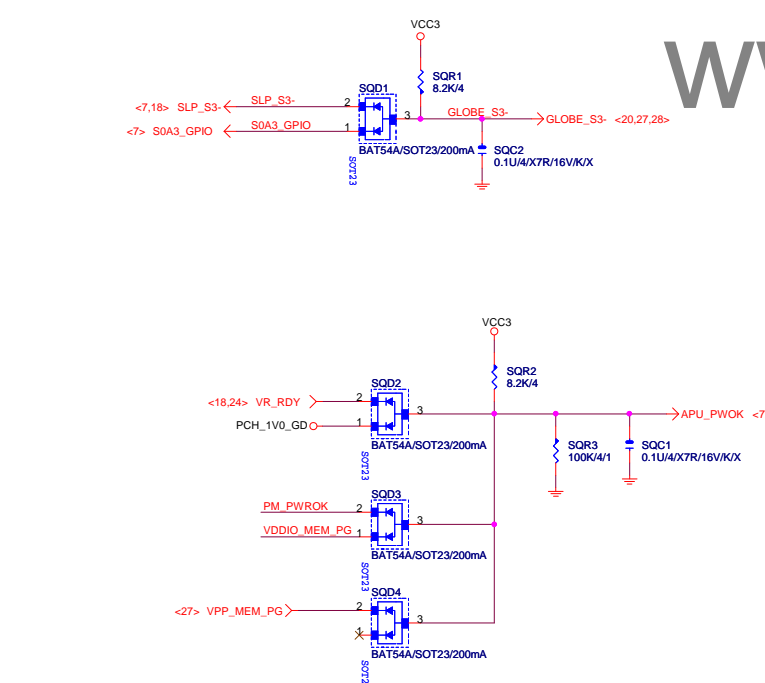 VCC3
SQR1
8.2K/4
SQD1
<7,18> SLP_S3- SLP_S3- 2
3 GLOBE_S3- GLOBE_S3- <20,27,28>
<7> S0A3_GPIO S0A3_GPIO 1
BAT54A/SOT23/200mA
SQC2
0.1U/4/X7R/16V/K/X
SOT23
VCC3
SQR2
8.2K/4
SQD2
<18,24> VR_RDY 2
3 APU_PWOK <7
PCH_1V0_GD 1
BAT54A/SOT23/200mA
SQR3
100K/4/1
SQC1
0.1U/4/X7R/16V/K/X
SOT23
SQD3
PM_PWROK 2
3
VDDIO_MEM_PG 1
BAT54A/SOT23/200mA
SOT23
SQD4
<27> VPP_MEM_PG 2
3
1
BAT54A/SOT23/200mA
SOT2